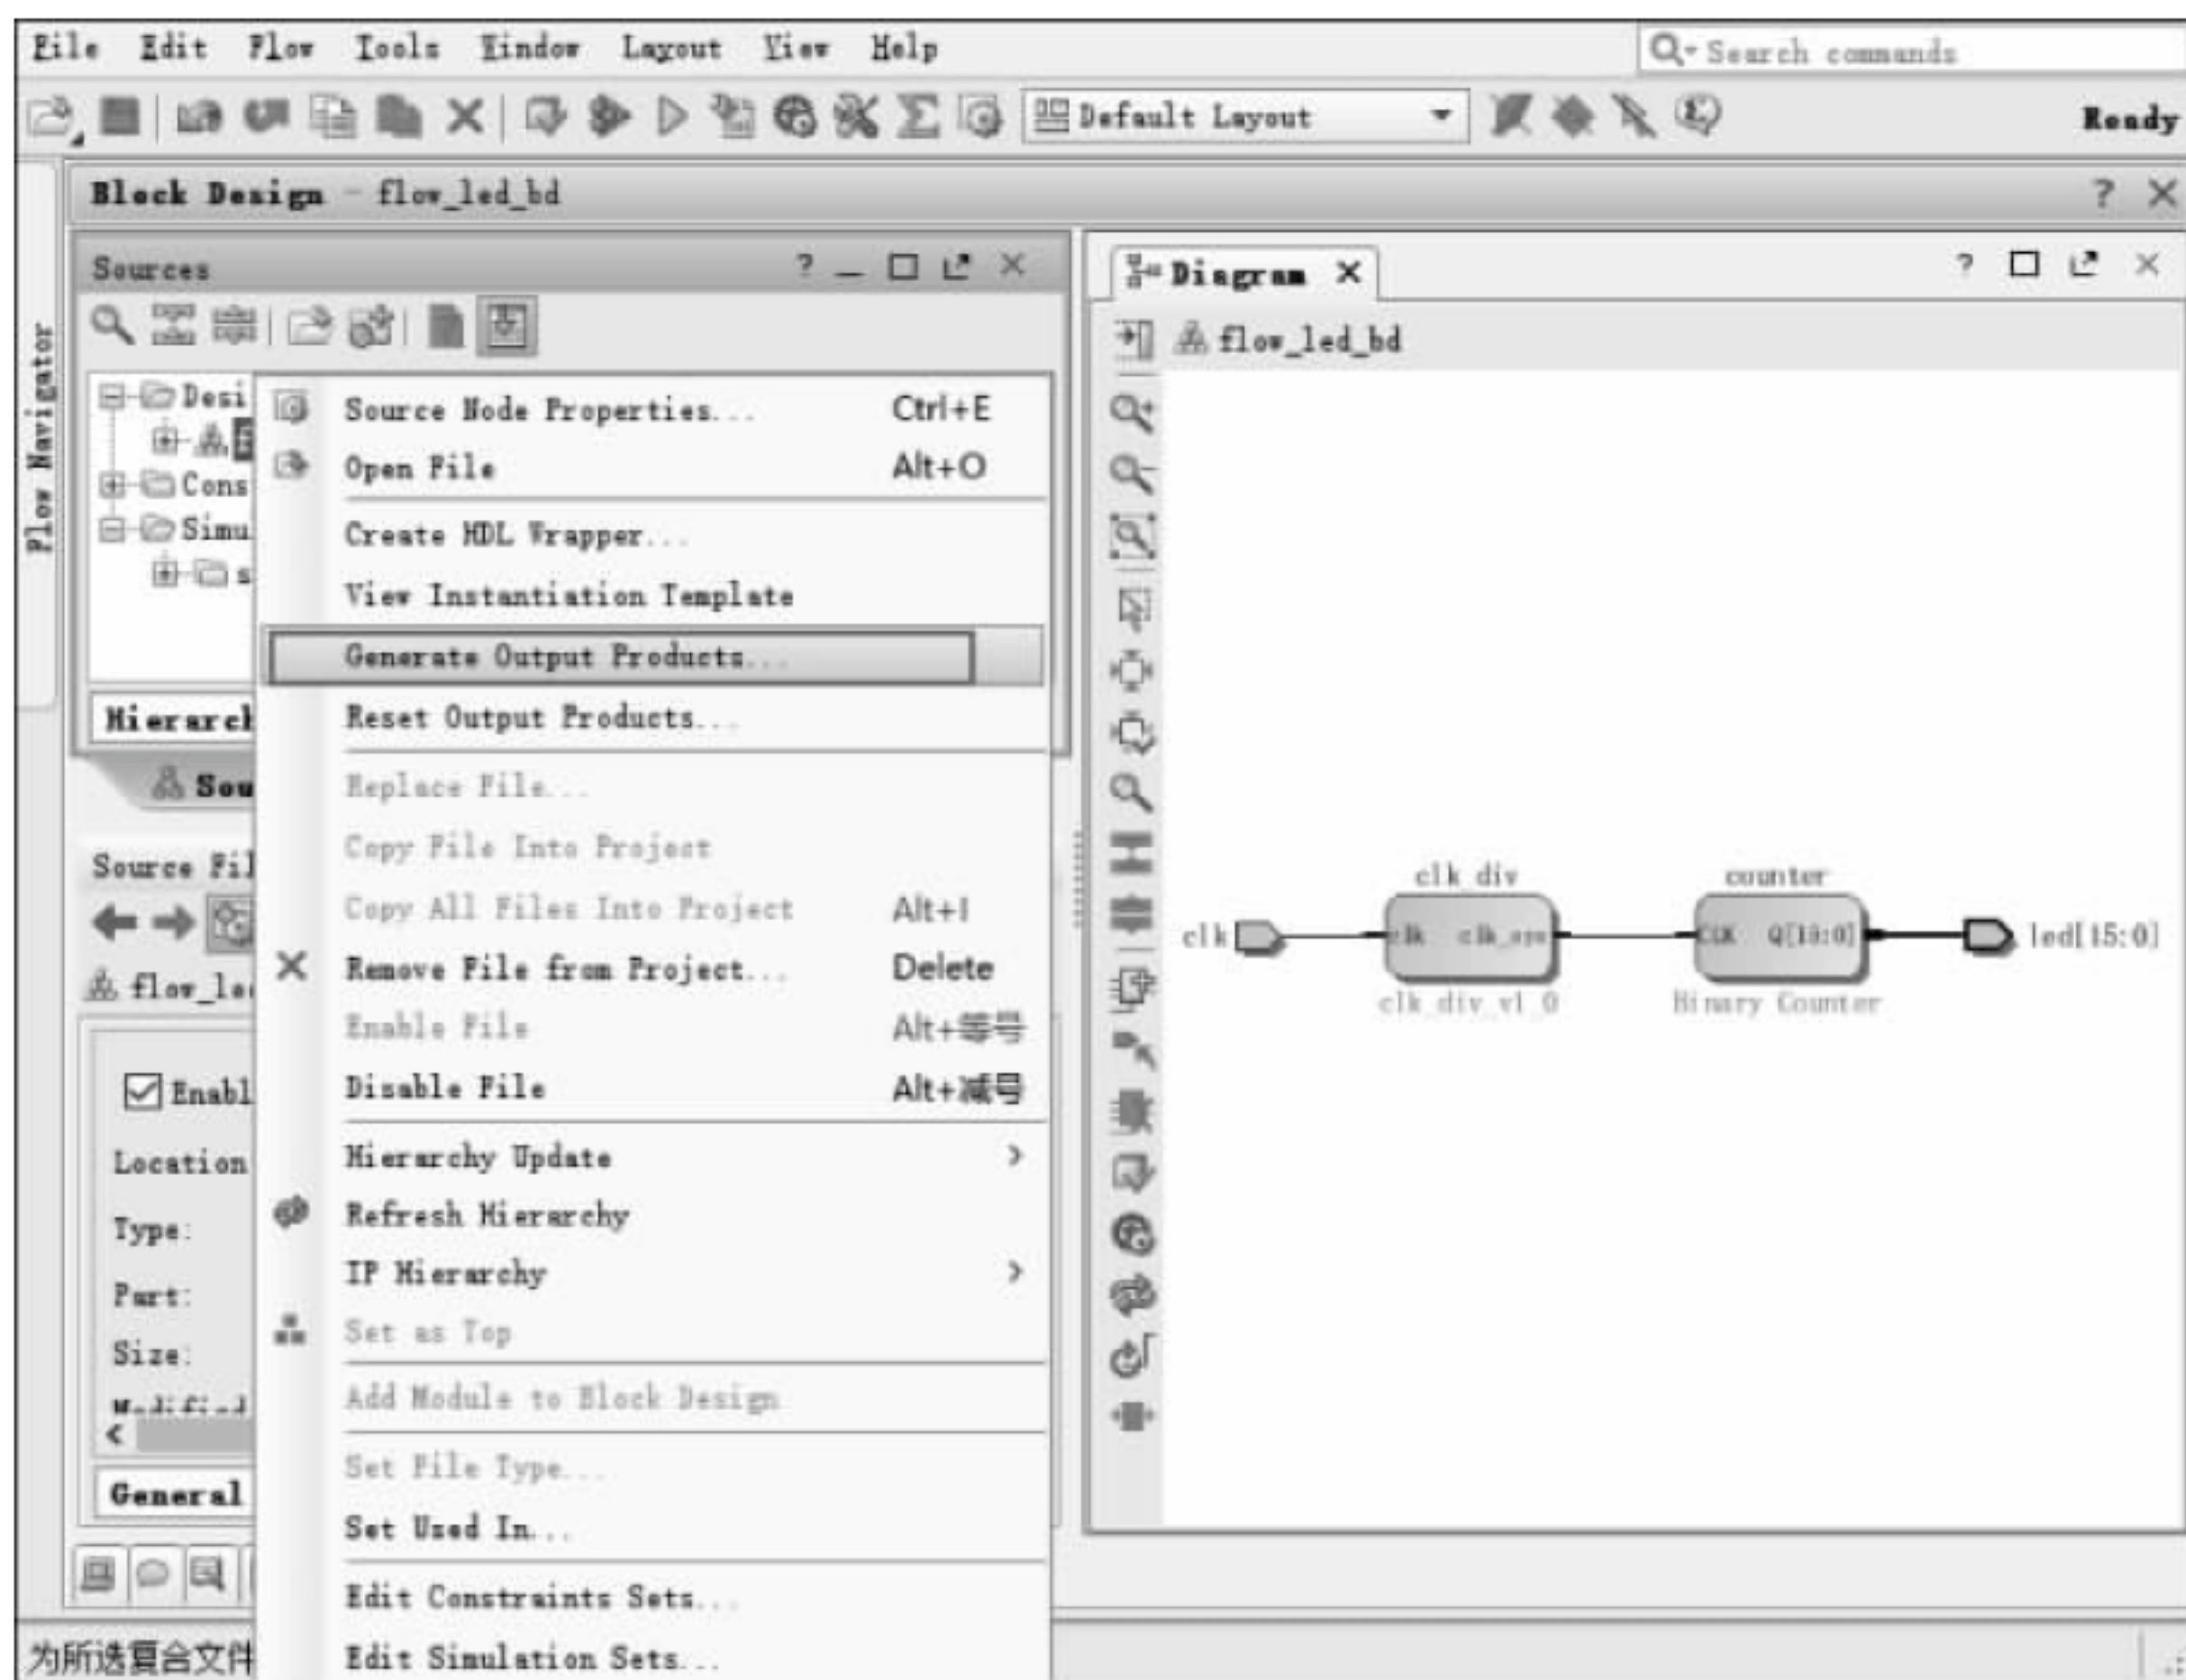 File Edit Flow Tools Window Layout View Help
Search commands
Default Layout
Ready
Flow Navigator
Block Design - flow_led_bd
Sources
Desi
Cons
Simu
s
Hierarch
Sou
Source Fil
flow_le
Enabl
Location
Type:
Part:
Size:
Modified
General
为所选复合文件
Source Node Properties... Ctrl+E
Open File Alt+O
Create HDL Wrapper...
View Instantiation Template
Generate Output Products...
Reset Output Products...
Replace File...
Copy File Into Project
Copy All Files Into Project Alt+I
Remove File from Project... Delete
Enable File Alt+等号
Disable File Alt+减号
Hierarchy Update
Refresh Hierarchy
IP Hierarchy
Set as Top
Add Module to Block Design
Set File Type...
Set Used In...
Edit Constraints Sets...
Edit Simulation Sets...
Diagram
flow_led_bd
clk_div
counter
clk
clk clk_sys
CLK Q[15:0]
led[15:0]
clk_div_v1_0
Binary Counter